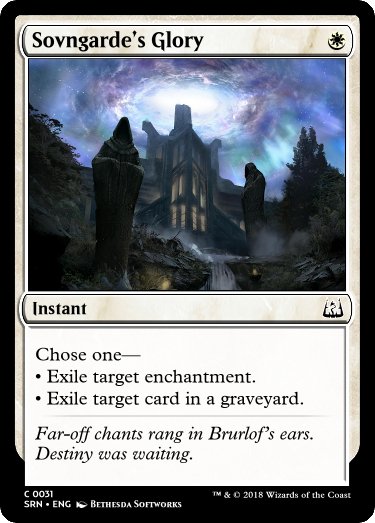 Sovngarde's Glory
Instant
Chose one—
• Exile target enchantment.
• Exile target card in a graveyard.
Far-off chants rang in Brurlof's ears.
Destiny was waiting.
C 0031
SRN • ENG Bethesda Softworks
™ & © 2018 Wizards of the Coast